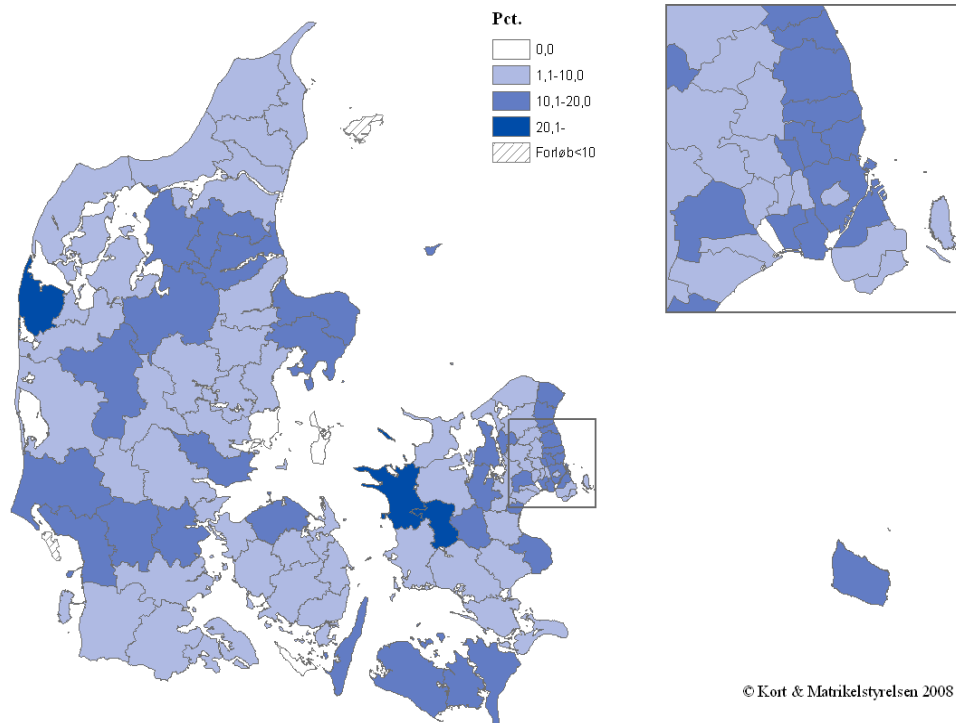 Pct.
0,0
1,1-10,0
10,1-20,0
20,1-
Forløb<10
© Kort & Matrikelstyrelsen 2008